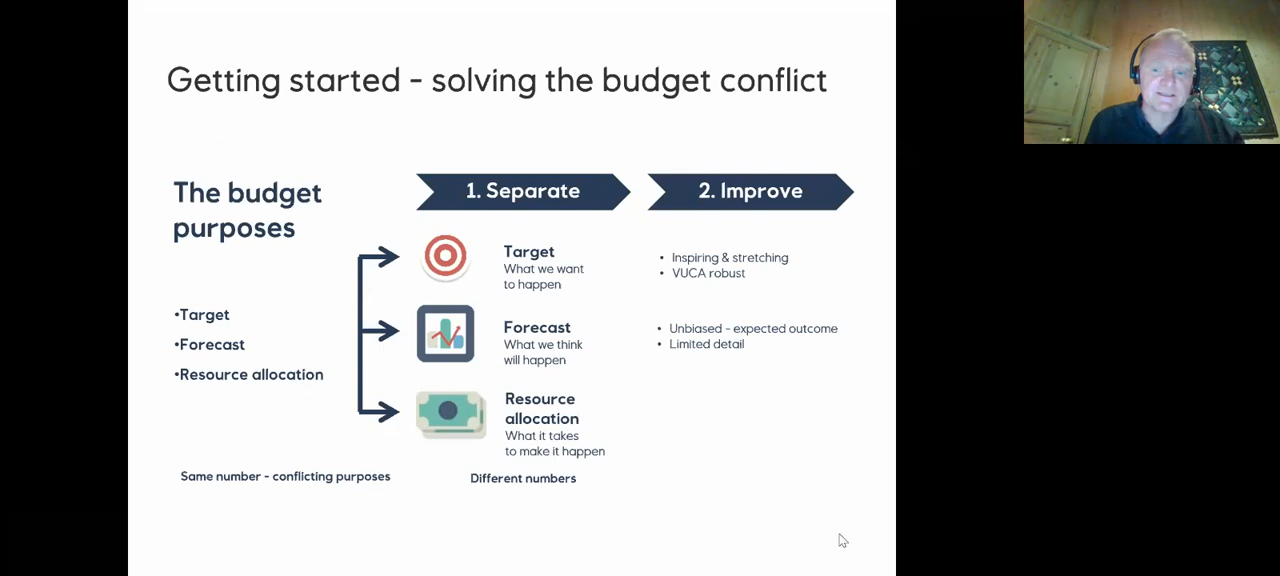 Getting started - solving the budget conflict
The budget
purposes
•Target
•Forecast
•Resource allocation
Same number - conflicting purposes
1. Separate
Target
What we want
to happen
Forecast
What we think
will happen
Resource
allocation
What it takes
to make it happen
Different numbers
2. Improve
• Inspiring & stretching
• VUCA robust
• Unbiased - expected outcome
• Limited detail